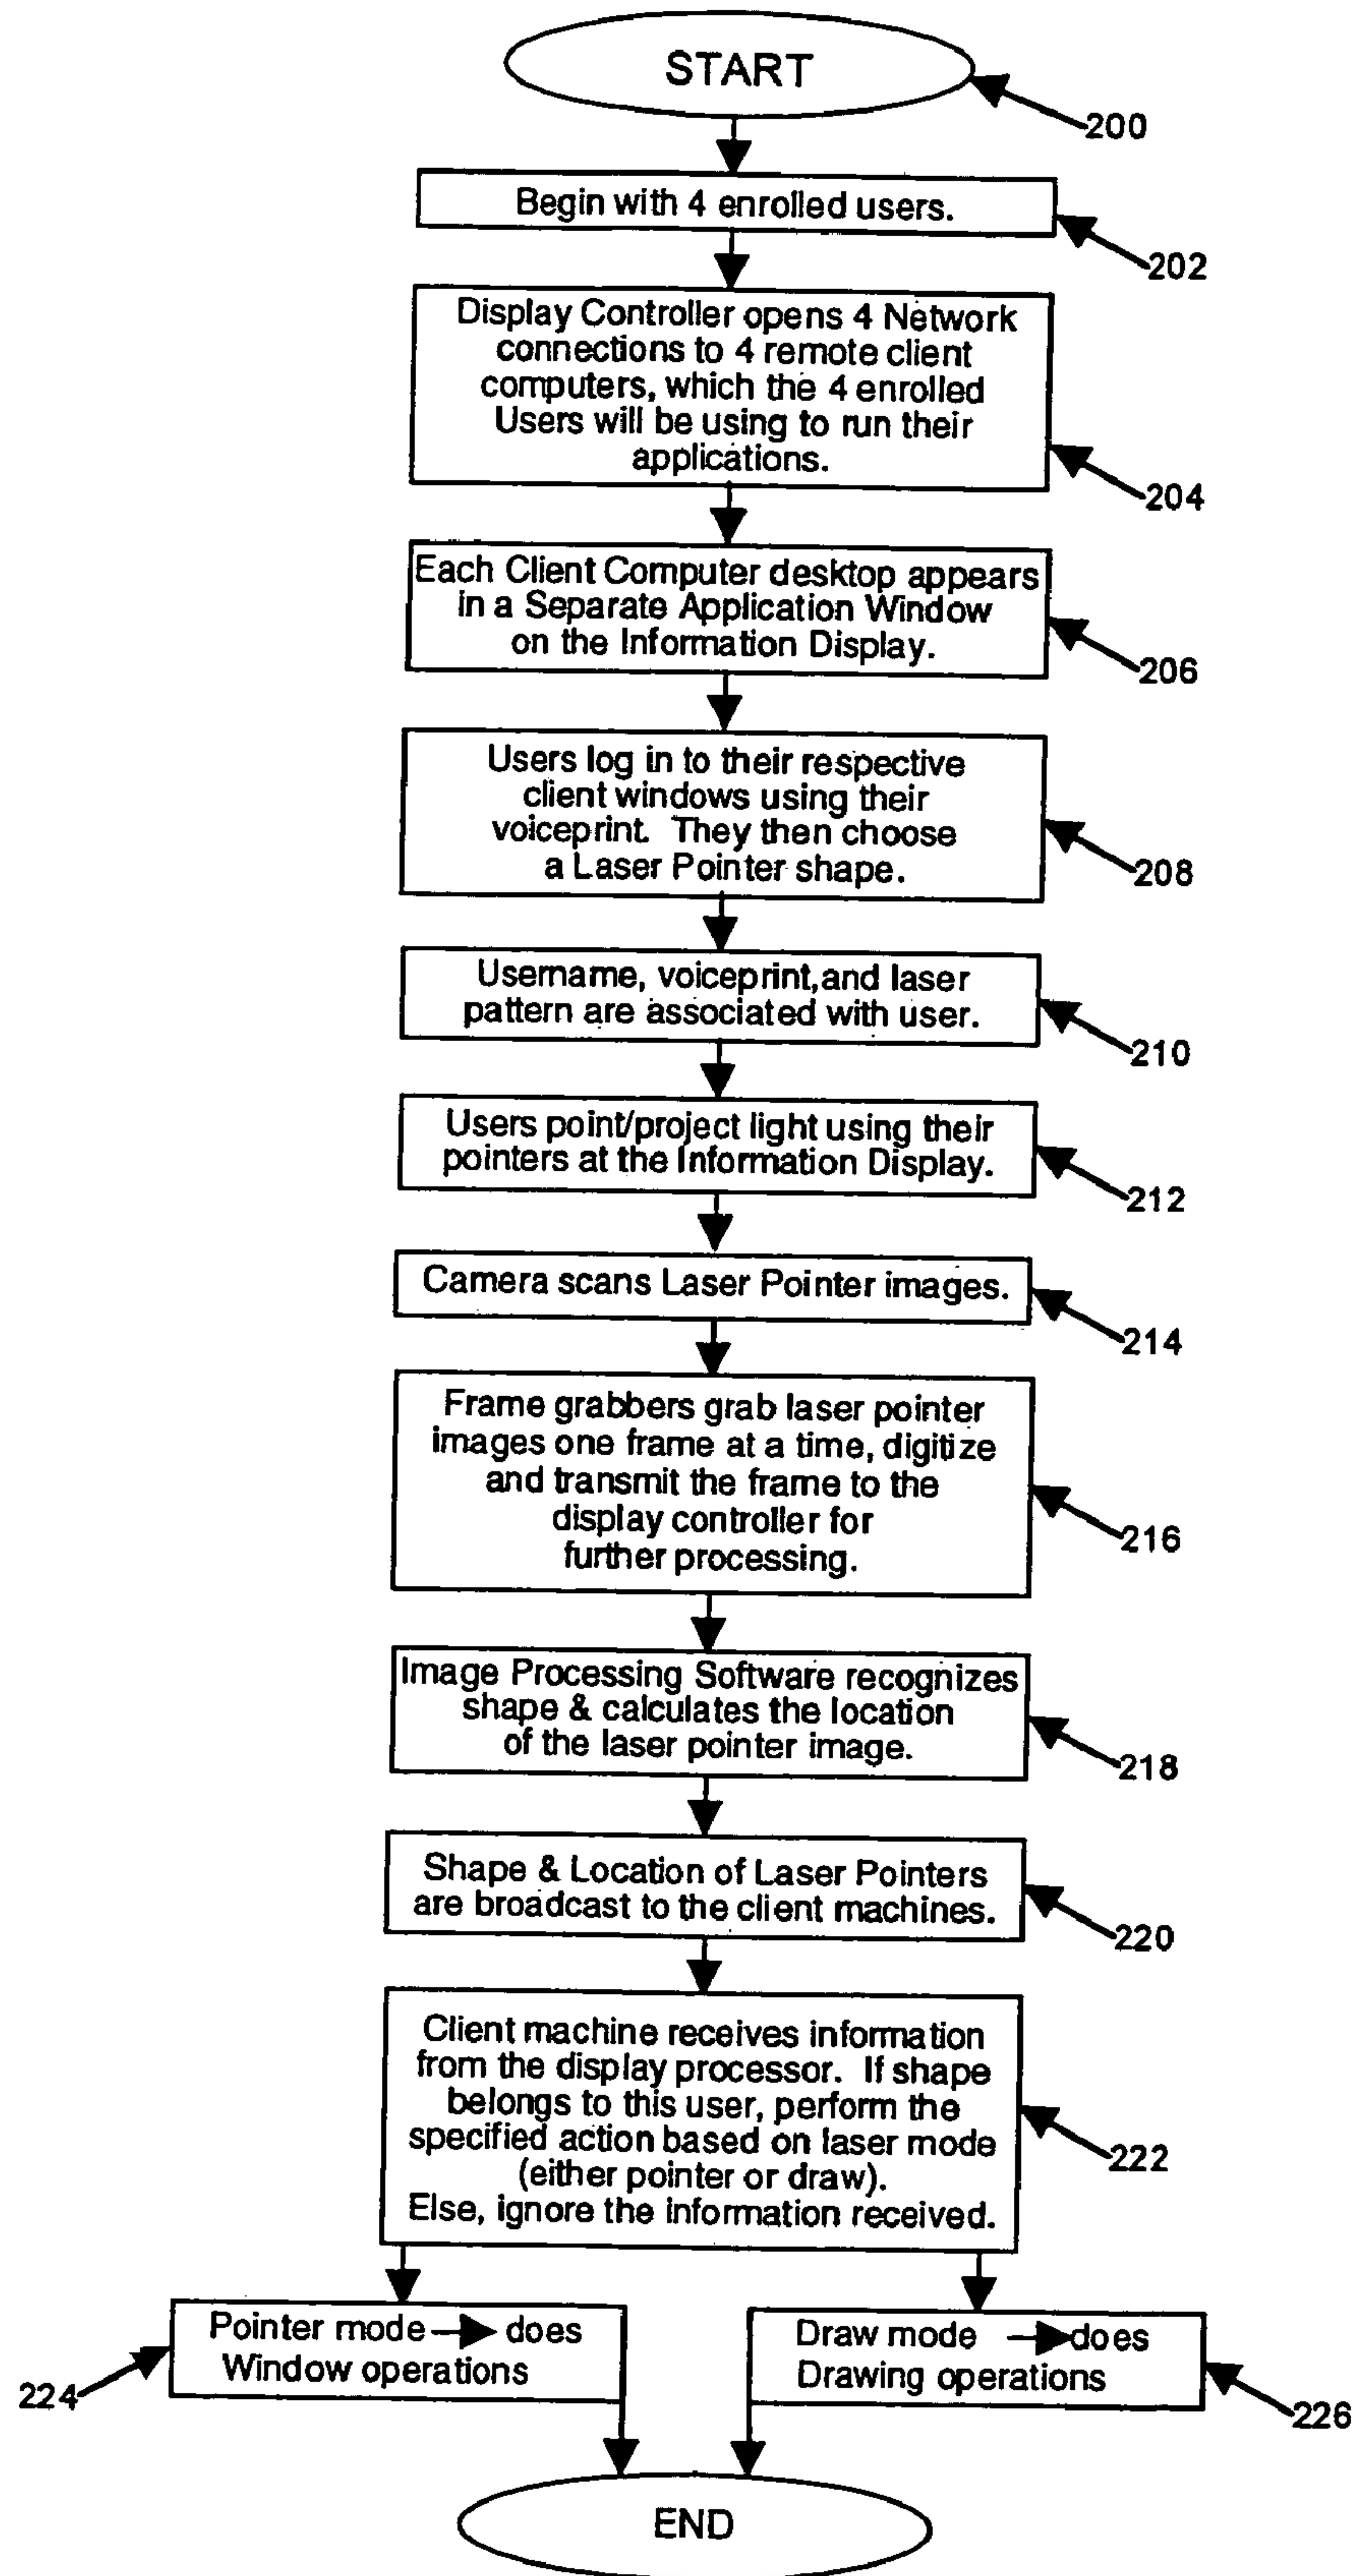 START
200
Begin with 4 enrolled users.
202
Display Controller opens 4 Network
connections to 4 remote client
computers, which the 4 enrolled
Users will be using to run their
applications.
204
Each Client Computer desktop appears
in a Separate Application Window
on the Information Display.
206
Users log in to their respective
client windows using their
voiceprint. They then choose
a Laser Pointer shape.
208
Username, voiceprint,and laser
pattern are associated with user.
210
Users point/project light using their
pointers at the Information Display.
212
Camera scans Laser Pointer images.
214
Frame grabbers grab laser pointer
images one frame at a time, digitize
and transmit the frame to the
display controller for
further processing.
216
Image Processing Software recognizes
shape & calculates the location
of the laser pointer image.
218
Shape & Location of Laser Pointers
are broadcast to the client machines.
220
Client machine receives information
from the display processor. If shape
belongs to this user, perform the
specified action based on laser mode
(either pointer or draw).
Else, ignore the information received.
222
Pointer mode → does
Window operations
224
Draw mode → does
Drawing operations
226
END